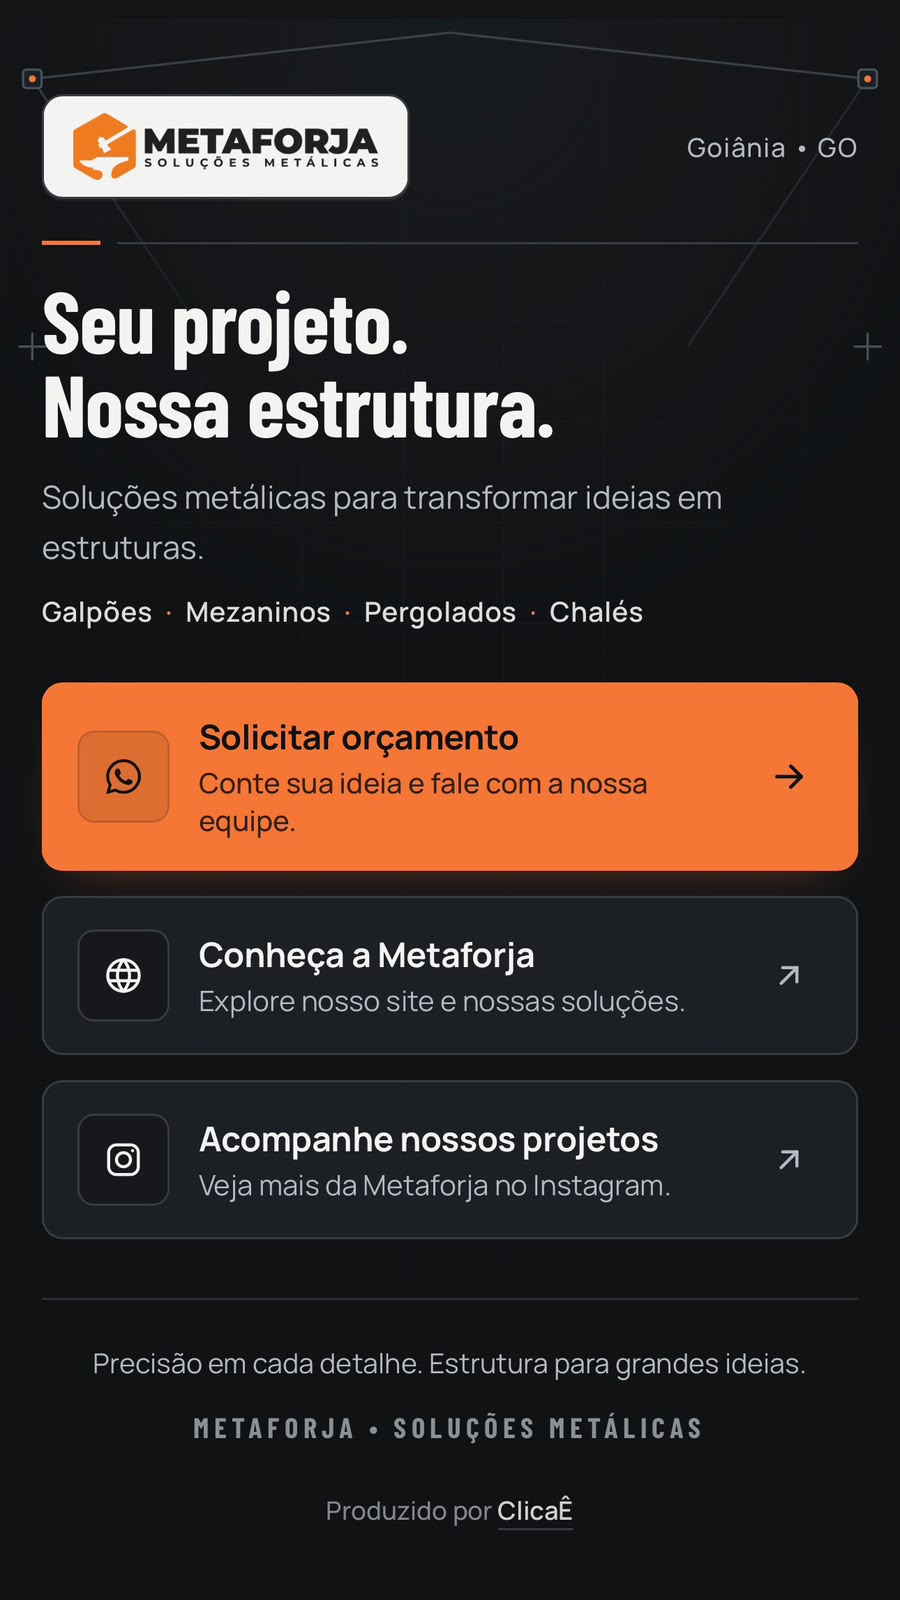 METAFORJA
SOLUÇÕES METÁLICAS
Goiânia • GO
Seu projeto.
Nossa estrutura.
Soluções metálicas para transformar ideias em
estruturas.
Galpões · Mezaninos · Pergolados · Chalés
Solicitar orçamento
Conte sua ideia e fale com a nossa
equipe.
Conheça a Metaforja
Explore nosso site e nossas soluções.
Acompanhe nossos projetos
Veja mais da Metaforja no Instagram.
Precisão em cada detalhe. Estrutura para grandes ideias.
METAFORJA • SOLUÇÕES METÁLICAS
Produzido por ClicaÊ